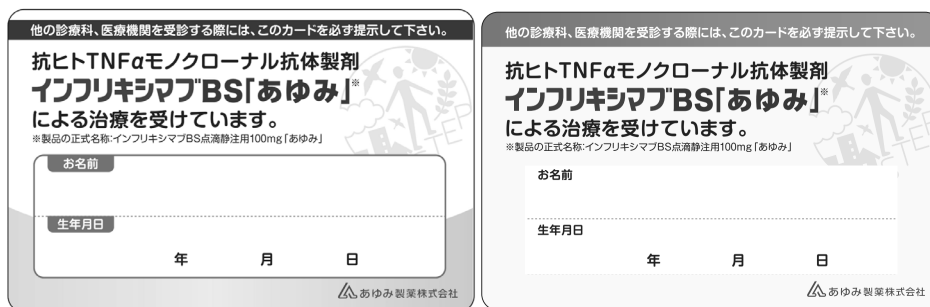 他の診療科、医療機関を受診する際には、このカードを必ず提示して下さい。
抗ヒトTNFαモノクローナル抗体製剤
インフリキシマブBS「あゆみ」※
による治療を受けています。
※製品の正式名称:インフリキシマブBS点滴静注用100mg「あゆみ」
お名前
生年月日
年 月 日
あゆみ製薬株式会社
他の診療科、医療機関を受診する際には、このカードを必ず提示して下さい。
抗ヒトTNFαモノクローナル抗体製剤
インフリキシマブBS「あゆみ」※
による治療を受けています。
※製品の正式名称:インフリキシマブBS点滴静注用100mg「あゆみ」
お名前
生年月日
年 月 日
あゆみ製薬株式会社